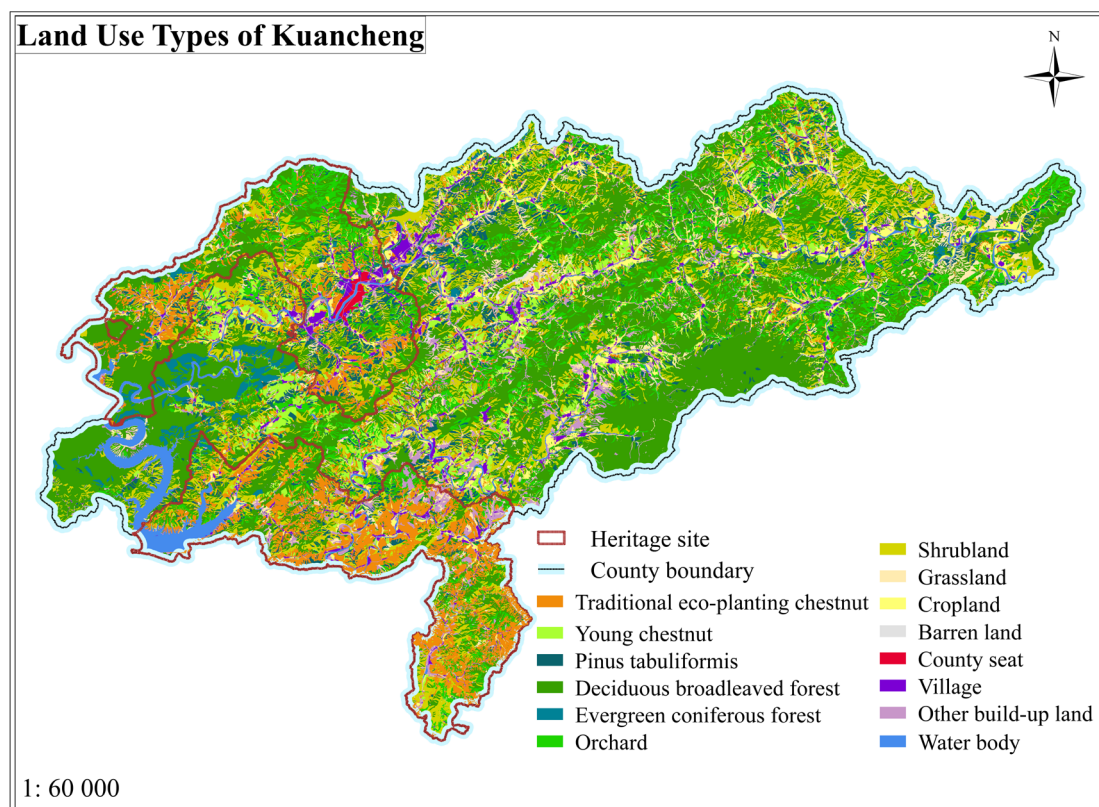 Land Use Types of Kuancheng
N
Heritage site
County boundary
Traditional eco-planting chestnut
Young chestnut
Pinus tabuliformis
Deciduous broadleaved forest
Evergreen coniferous forest
Orchard
Shrubland
Grassland
Cropland
Barren land
County seat
Village
Other build-up land
Water body
1: 60 000